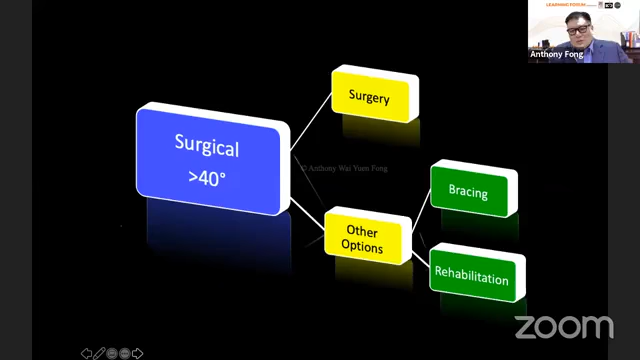 LEARNING FORUM
Anthony Fong
Surgery
Surgical
>40°
© Anthony Wai Yuen Fong
Bracing
Other
Options
Rehabilitation
zoom